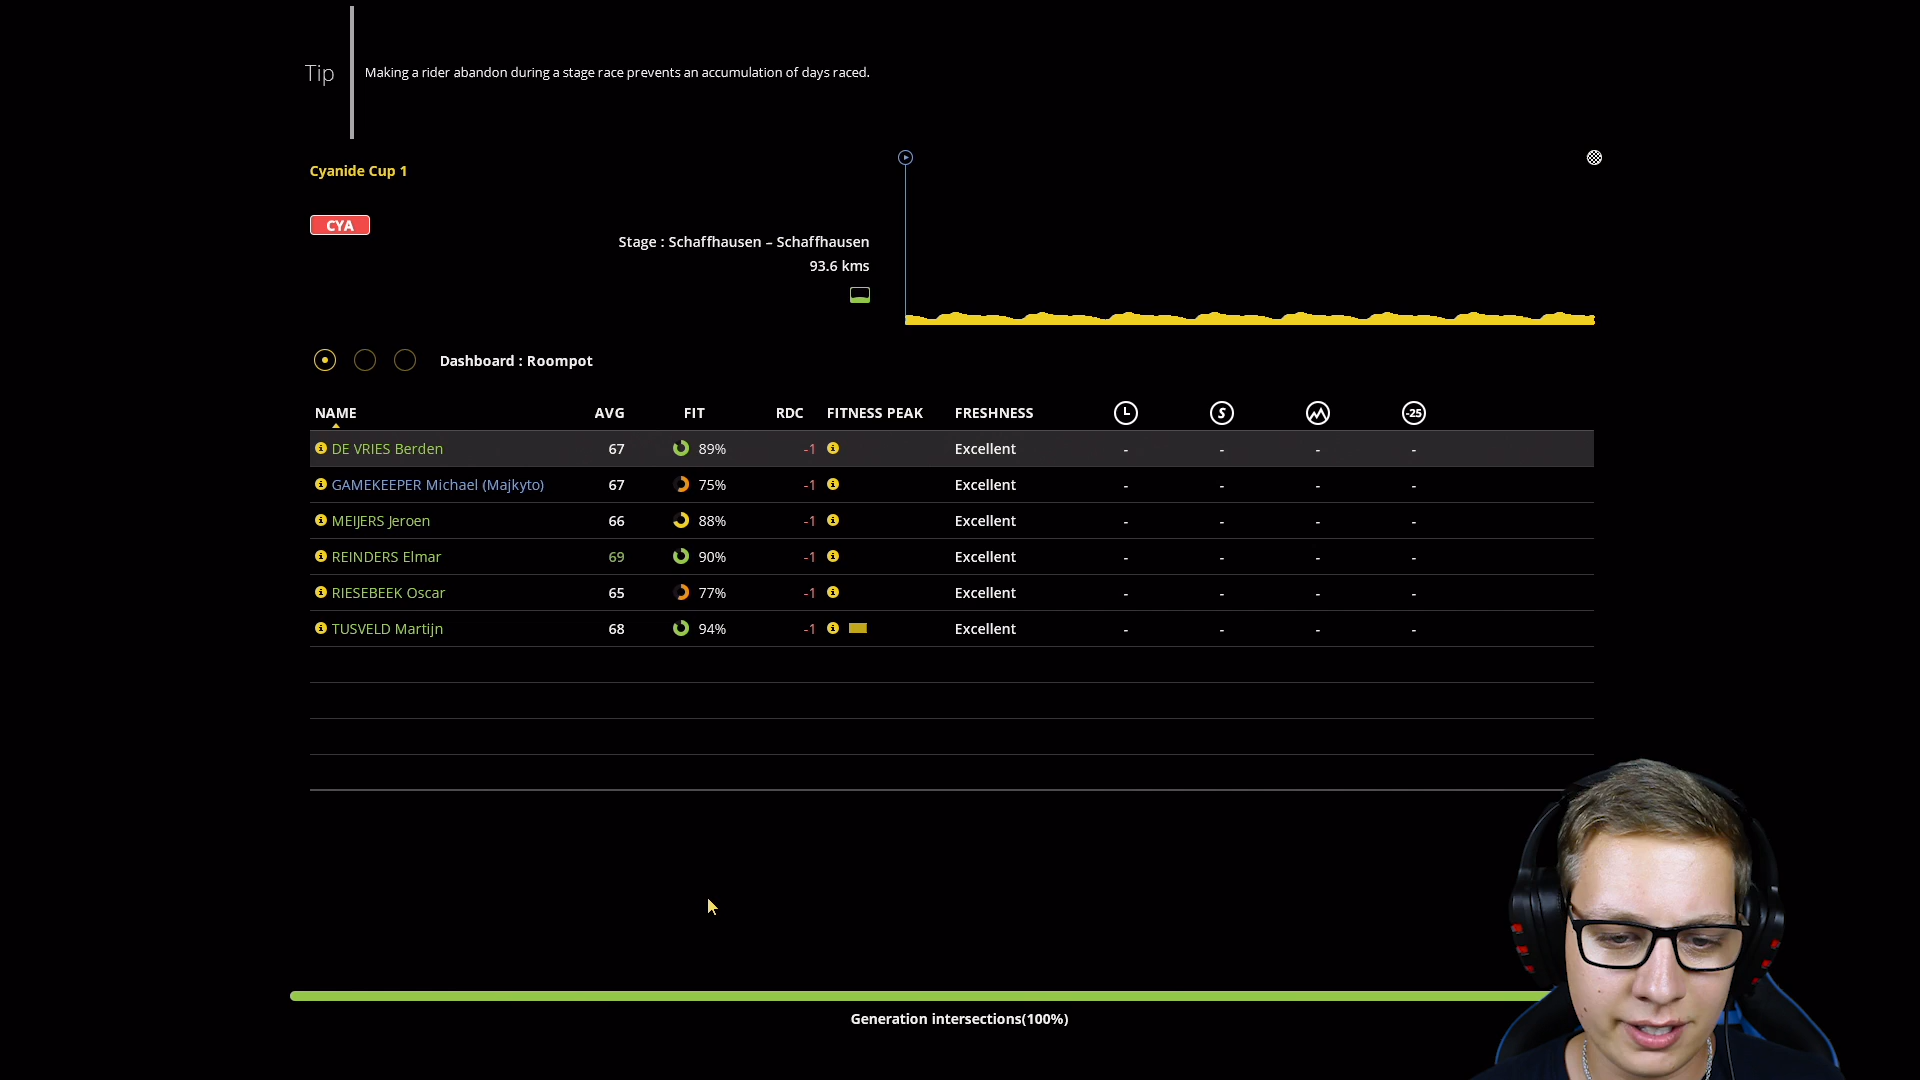 Tip
Making a rider abandon during a stage race prevents an accumulation of days raced.
Cyanide Cup 1
CYA
Stage : Schaffhausen – Schaffhausen
93.6 kms
Dashboard : Roompot
NAME AVG FIT RDC FITNESS PEAK FRESHNESS S -25
DE VRIES Berden 67 89% -1 Excellent - - - -
GAMEKEEPER Michael (Majkyto) 67 75% -1 Excellent - - - -
MEIJERS Jeroen 66 88% -1 Excellent - - - -
REINDERS Elmar 69 90% -1 Excellent - - - -
RIESEBEEK Oscar 65 77% -1 Excellent - - - -
TUSVELD Martijn 68 94% -1 Excellent - - - -
Generation intersections(100%)